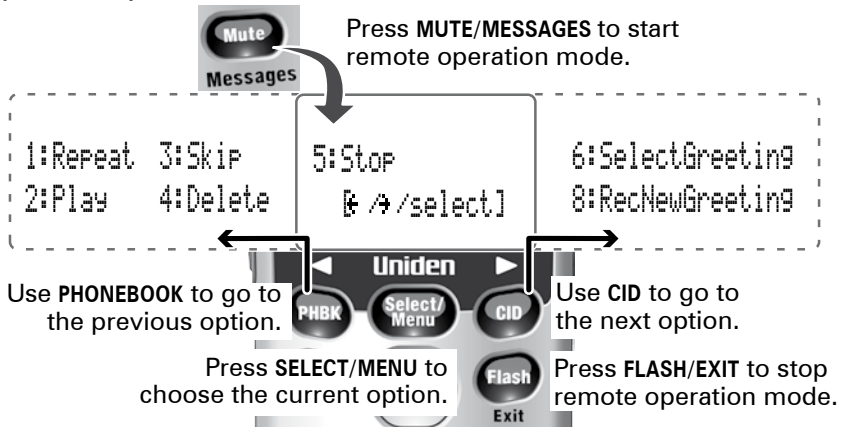 Mute
Messages
Press MUTE/MESSAGES to start
remote operation mode.
1:Repeat 3:Skip
2:Play 4:Delete
5:Stop
[←/→/select]
6:SelectGreeting
8:RecNewGreeting
◀ Uniden ▶
Use PHONEBOOK to go to
the previous option.
PHBK
Select/
Menu
CID
Use CID to go to
the next option.
Press SELECT/MENU to
choose the current option.
Flash
Exit
Press FLASH/EXIT to stop
remote operation mode.